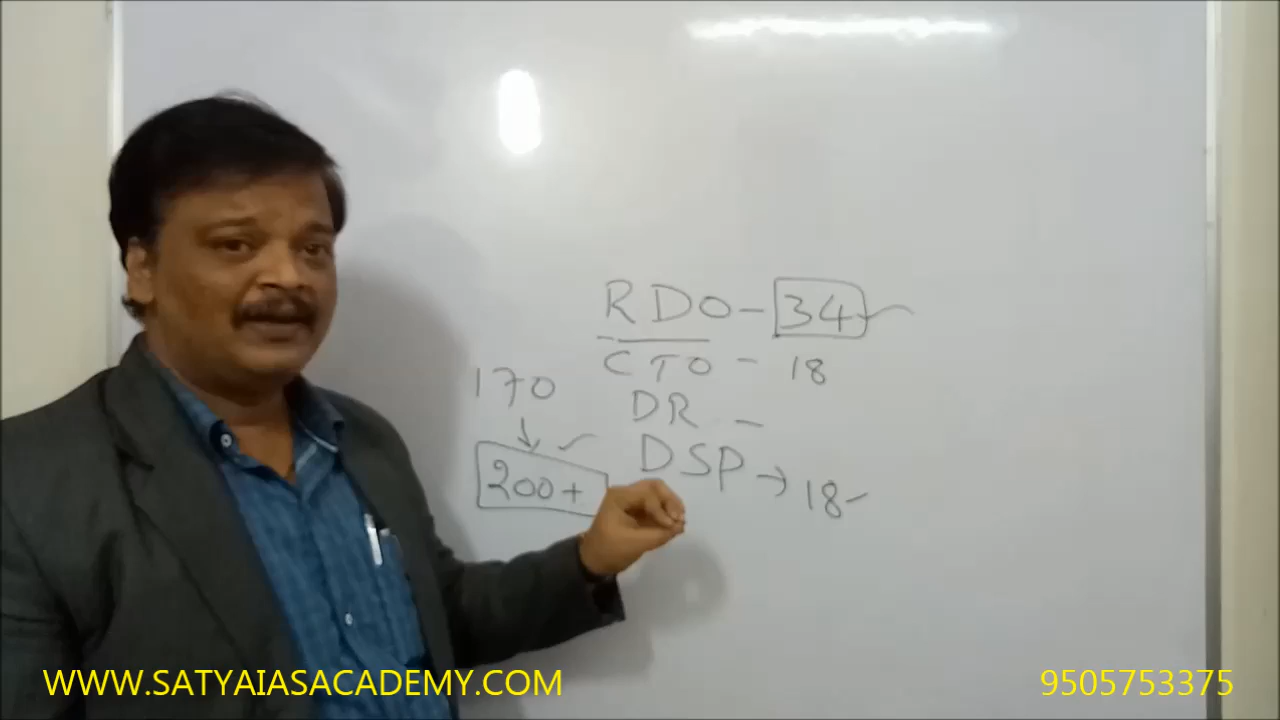 RDO - 34
CTO - 18
DR -
DSP → 18
170
↓
200+
WWW.SATYAIASACADEMY.COM
9505753375